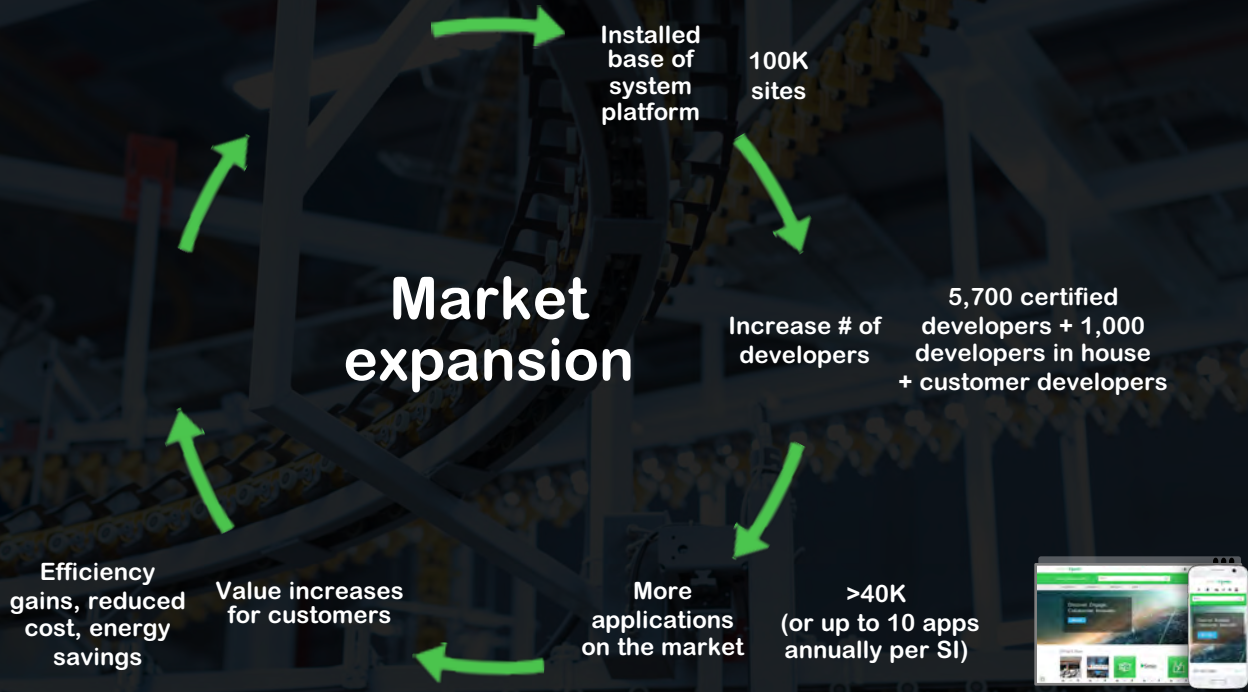 Installed
base of
system
platform
100K
sites
Market
expansion
Increase # of
developers
5,700 certified
developers + 1,000
developers in house
+ customer developers
Efficiency
gains, reduced
cost, energy
savings
Value increases
for customers
More
applications
on the market
>40K
(or up to 10 apps
annually per SI)